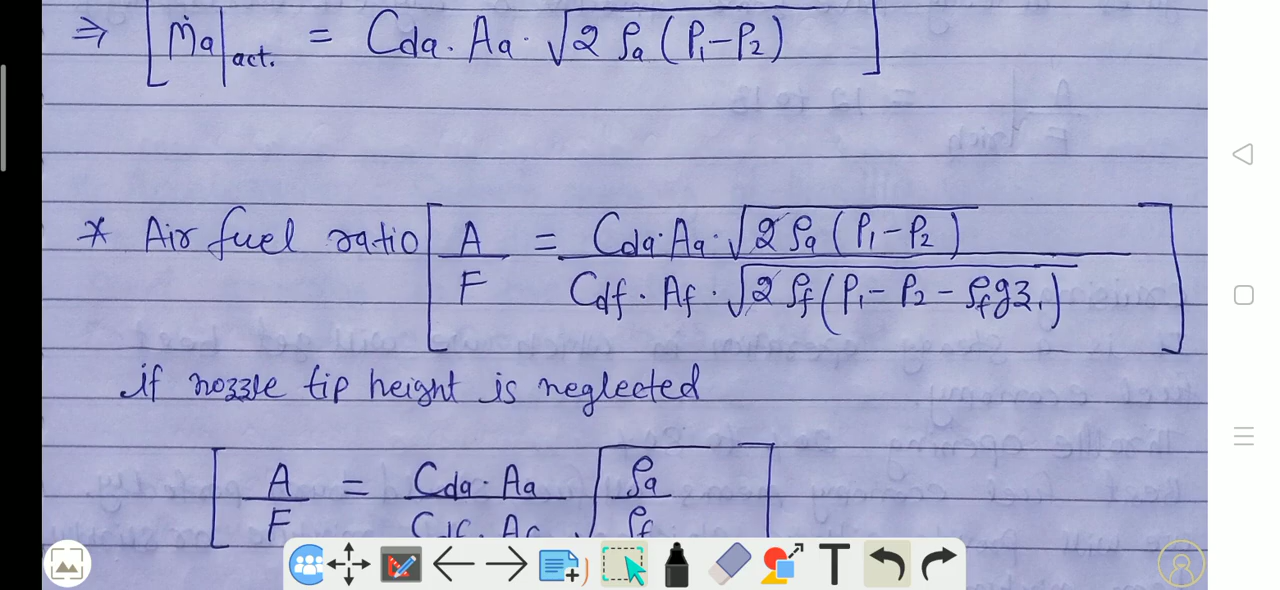 ⇒ [ṁa]act. = Cda · Aa · √2 ρa (P₁-P₂)]
* Air fuel ratio [A/F = Cda · Aa · √2 ρa (P₁-P₂) / Cdf · Af · √2 ρf (P₁-P₂-ρf g z₁)]
if nozzle tip height is neglected
[A/F = Cda · Aa / Cdf · Af √ρa/ρf]
T